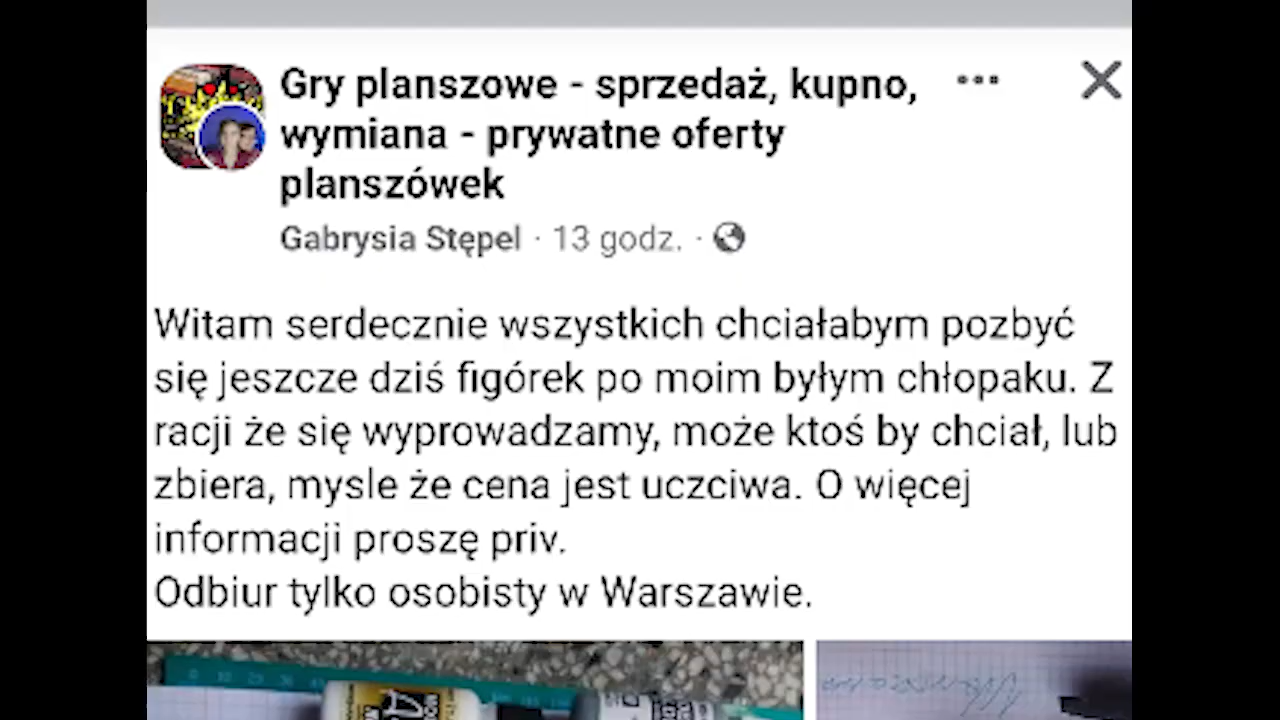 Gry planszowe - sprzedaż, kupno,
wymiana - prywatne oferty
planszówek
Gabrysia Stępel · 13 godz. ·
Witam serdecznie wszystkich chciałabym pozbyć
się jeszcze dziś figórek po moim byłym chłopaku. Z
racji że się wyprowadzamy, może ktoś by chciał, lub
zbiera, mysle że cena jest uczciwa. O więcej
informacji proszę priv.
Odbiur tylko osobisty w Warszawie.